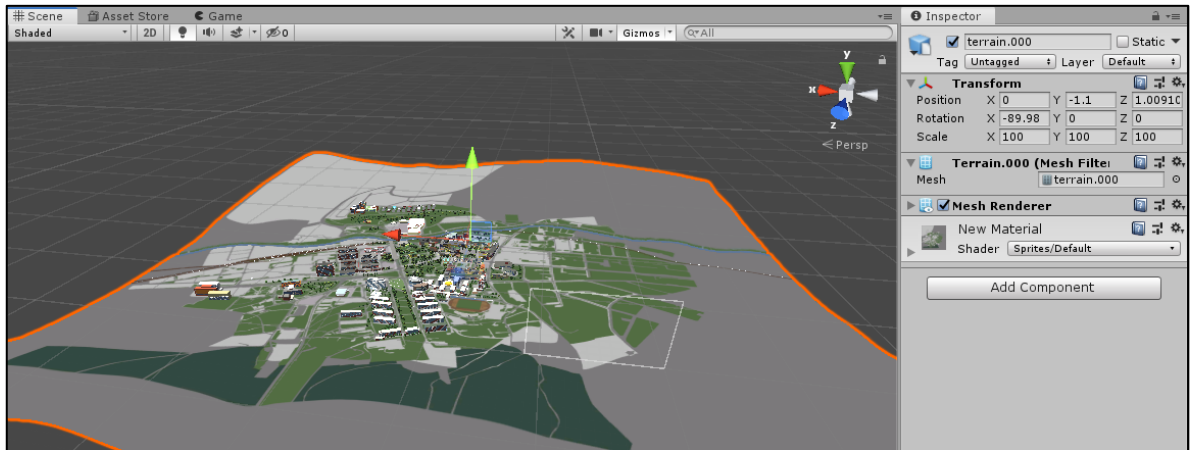 Scene Asset Store Game
Shaded 2D 0 Gizmos All
y
x
z
Persp
Inspector
terrain.000 Static
Tag Untagged Layer Default
Transform
Position X 0 Y -1.1 Z 1.0091C
Rotation X -89.98 Y 0 Z 0
Scale X 100 Y 100 Z 100
Terrain.000 (Mesh Filte
Mesh terrain.000
Mesh Renderer
New Material
Shader Sprites/Default
Add Component